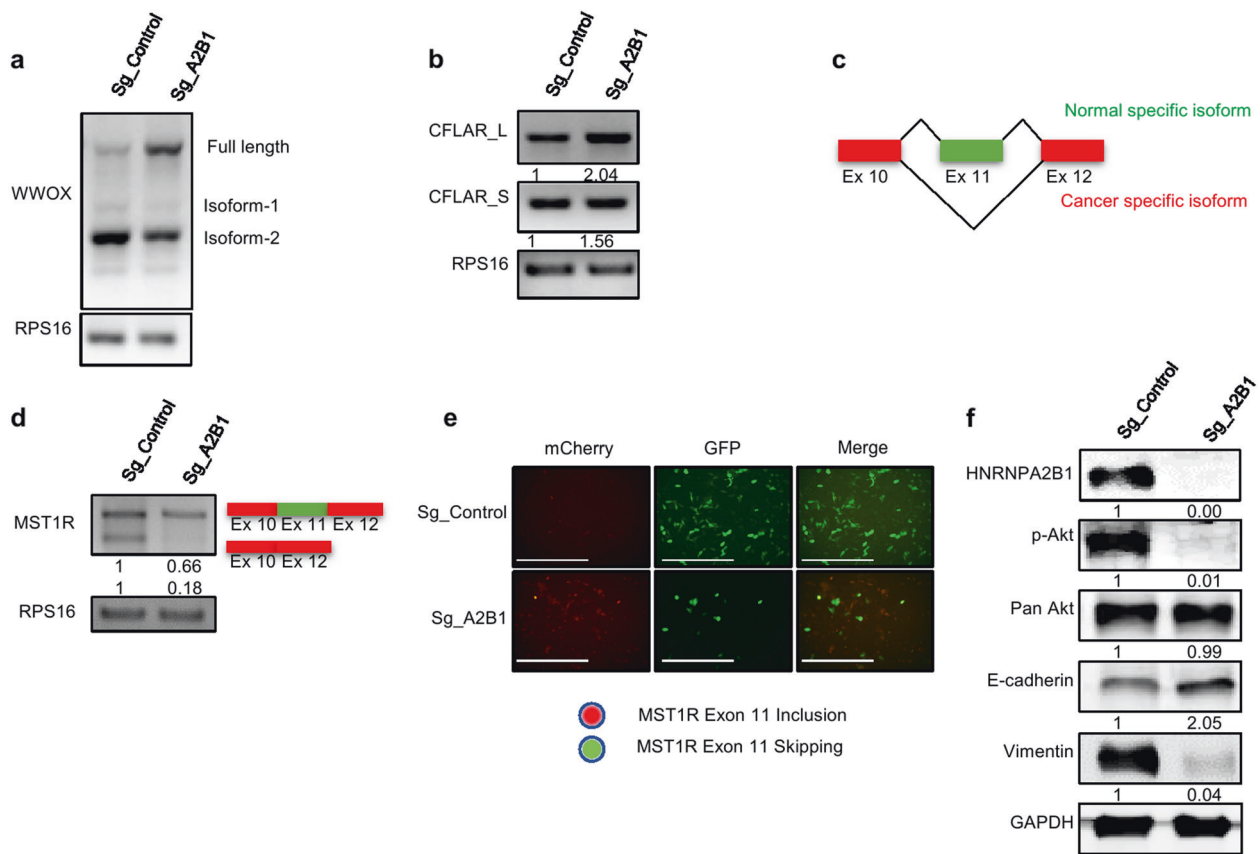 a
Sg_Control
Sg_A2B1
WWOX
Full length
Isoform-1
Isoform-2
RPS16
b
Sg_Control
Sg_A2B1
CFLAR_L
1 2.04
CFLAR_S
1 1.56
RPS16
c
Normal specific isoform
Ex 10 Ex 11 Ex 12
Cancer specific isoform
d
Sg_Control
Sg_A2B1
MST1R
Ex 10 Ex 11 Ex 12
Ex 10 Ex 12
1 0.66
1 0.18
RPS16
e
mCherry GFP Merge
Sg_Control
Sg_A2B1
MST1R Exon 11 Inclusion
MST1R Exon 11 Skipping
f
Sg_Control
Sg_A2B1
HNRNPA2B1
1 0.00
p-Akt
1 0.01
Pan Akt
1 0.99
E-cadherin
1 2.05
Vimentin
1 0.04
GAPDH